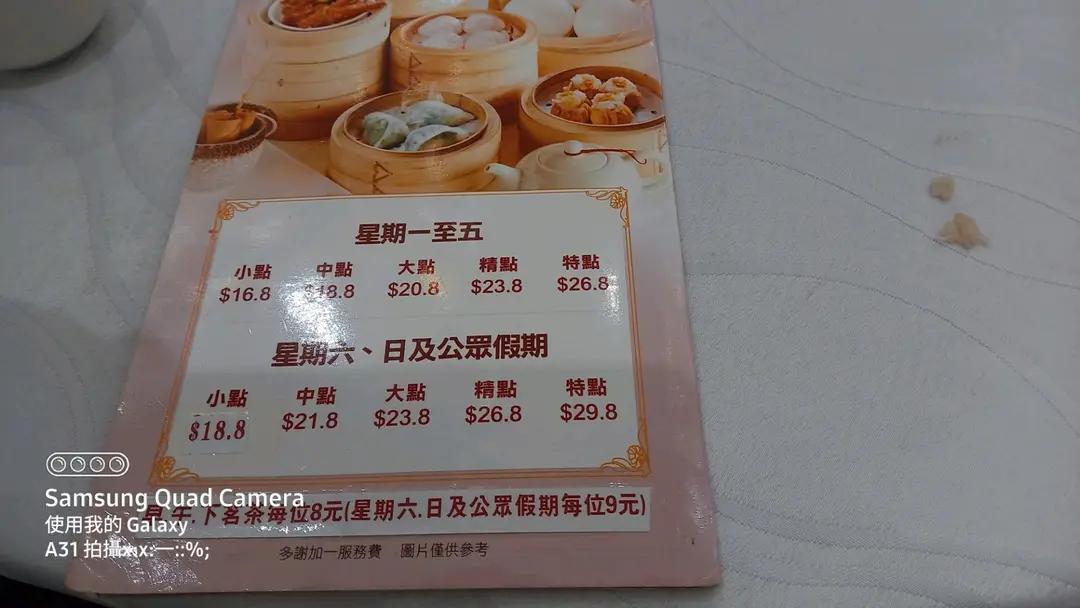 星期一至五
小點 中點 大點 精點 特點
$16.8 $18.8 $20.8 $23.8 $26.8
星期六、日及公眾假期
小點 中點 大點 精點 特點
$18.8 $21.8 $23.8 $26.8 $29.8
早.午.下茗茶每位8元(星期六.日及公眾假期每位9元)
多謝加一服務費 圖片僅供參考
Samsung Quad Camera
使用我的 Galaxy
A31 拍攝x.x:一::%;